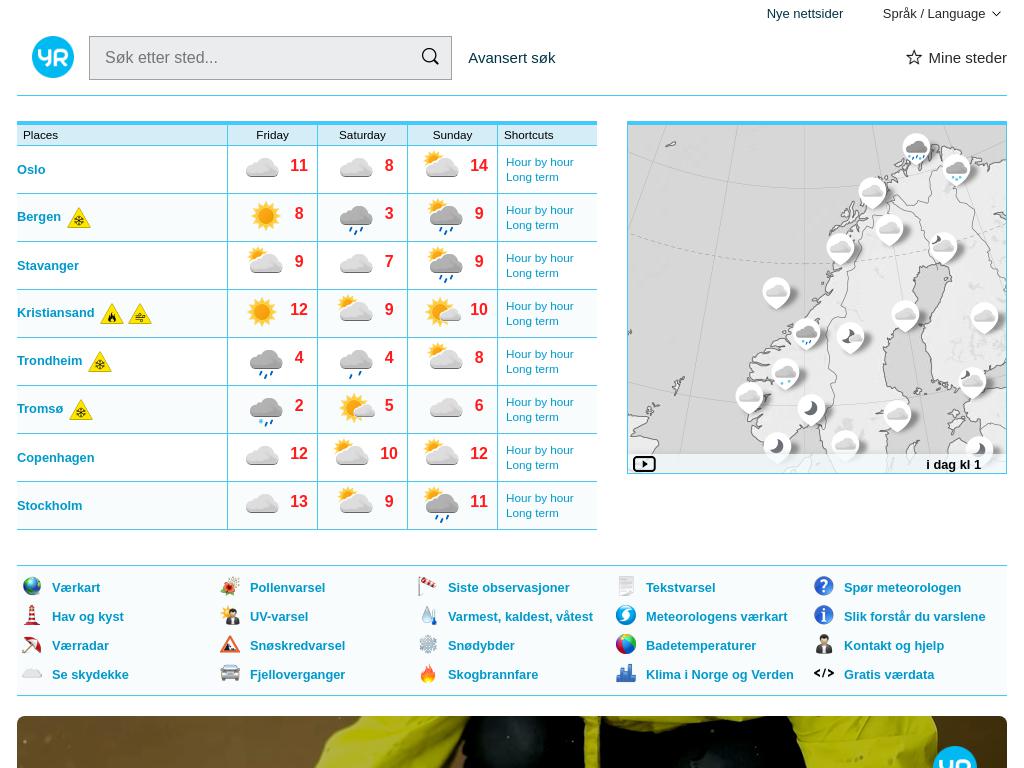 Nye nettsider Språk / Language
YR Søk etter sted... Avansert søk Mine steder
Places Friday Saturday Sunday Shortcuts
Oslo 11 8 14 Hour by hour
Long term
Bergen 8 3 9 Hour by hour
Long term
Stavanger 9 7 9 Hour by hour
Long term
Kristiansand 12 9 10 Hour by hour
Long term
Trondheim 4 4 8 Hour by hour
Long term
Tromsø 2 5 6 Hour by hour
Long term
Copenhagen 12 10 12 Hour by hour
Long term
Stockholm 13 9 11 Hour by hour
Long term
i dag kl 1
Værkart Pollenvarsel Siste observasjoner Tekstvarsel Spør meteorologen
Hav og kyst UV-varsel Varmest, kaldest, våtest Meteorologens værkart Slik forstår du varslene
Værradar Snøskredvarsel Snødybder Badetemperaturer Kontakt og hjelp
Se skydekke Fjelloverganger Skogbrannfare Klima i Norge og Verden Gratis værdata
YR